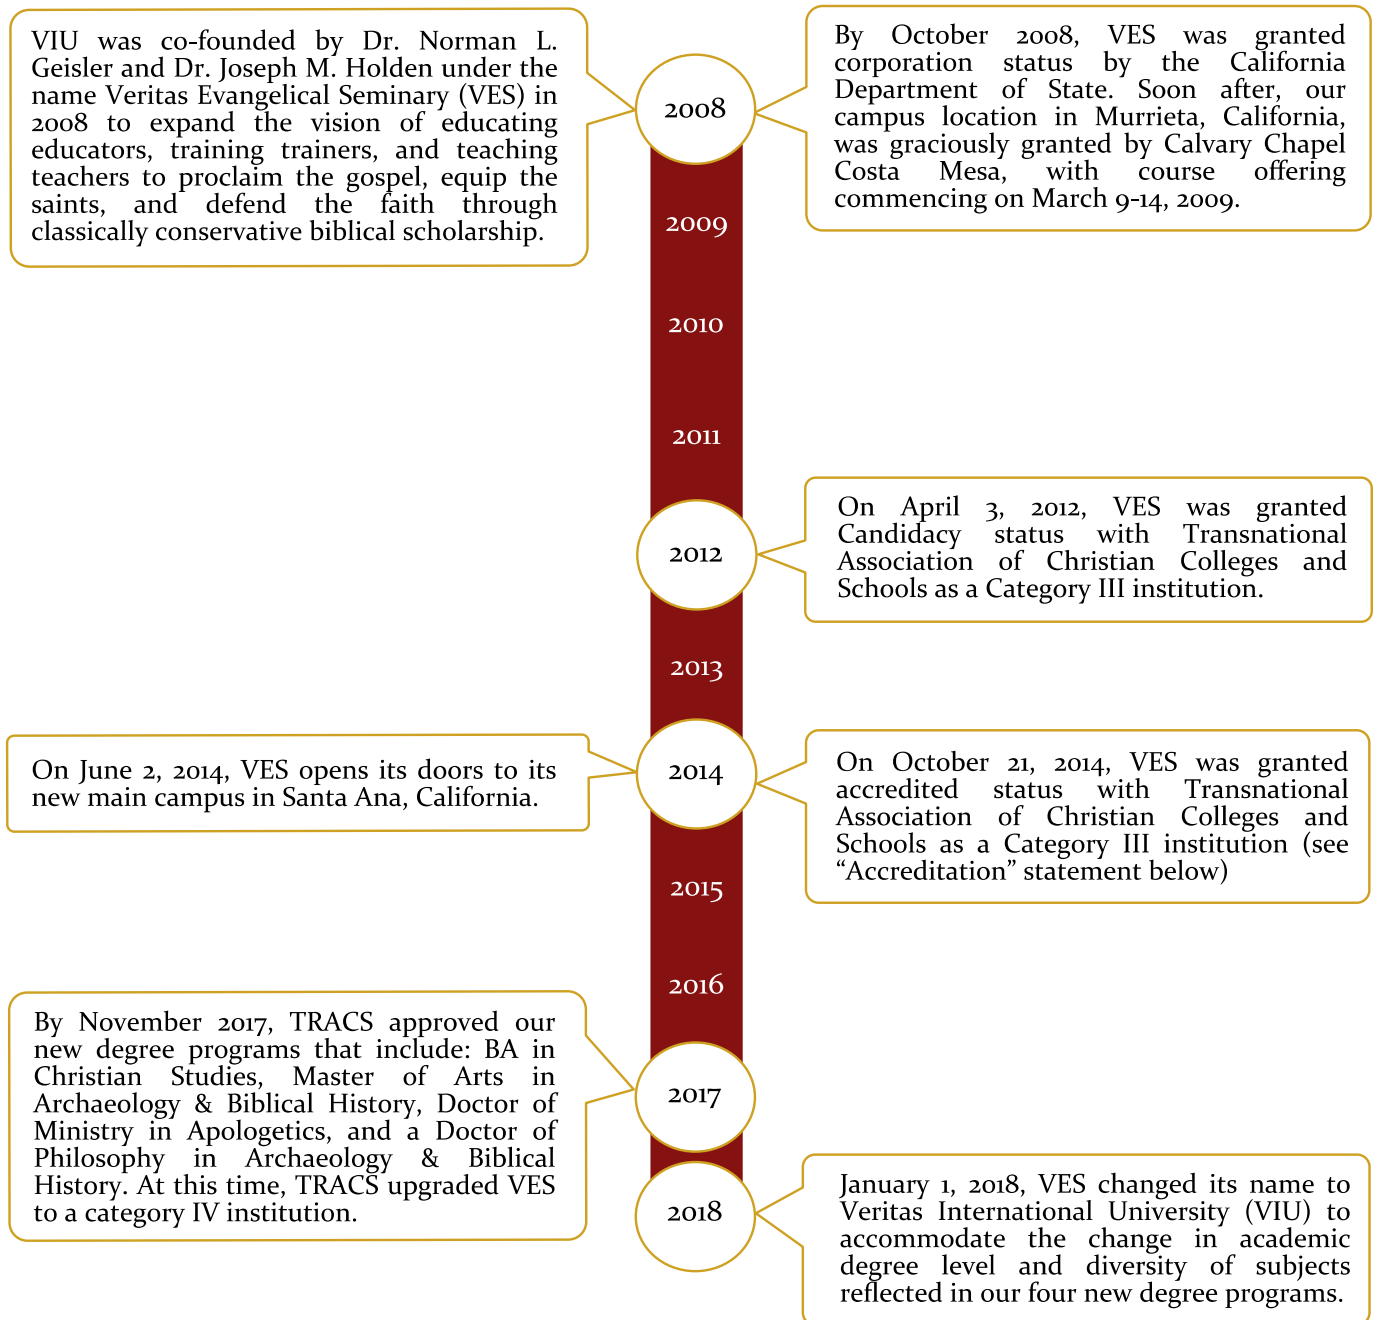 VIU was co-founded by Dr. Norman L.
Geisler and Dr. Joseph M. Holden under the
name Veritas Evangelical Seminary (VES) in
2008 to expand the vision of educating
educators, training trainers, and teaching
teachers to proclaim the gospel, equip the
saints, and defend the faith through
classically conservative biblical scholarship.
2008
By October 2008, VES was granted
corporation status by the California
Department of State. Soon after, our
campus location in Murrieta, California,
was graciously granted by Calvary Chapel
Costa Mesa, with course offering
commencing on March 9-14, 2009.
2009
2010
2011
2012
On April 3, 2012, VES was granted
Candidacy status with Transnational
Association of Christian Colleges and
Schools as a Category III institution.
2013
On June 2, 2014, VES opens its doors to its
new main campus in Santa Ana, California.
2014
On October 21, 2014, VES was granted
accredited status with Transnational
Association of Christian Colleges and
Schools as a Category III institution (see
“Accreditation” statement below)
2015
2016
By November 2017, TRACS approved our
new degree programs that include: BA in
Christian Studies, Master of Arts in
Archaeology & Biblical History, Doctor of
Ministry in Apologetics, and a Doctor of
Philosophy in Archaeology & Biblical
History. At this time, TRACS upgraded VES
to a category IV institution.
2017
2018
January 1, 2018, VES changed its name to
Veritas International University (VIU) to
accommodate the change in academic
degree level and diversity of subjects
reflected in our four new degree programs.